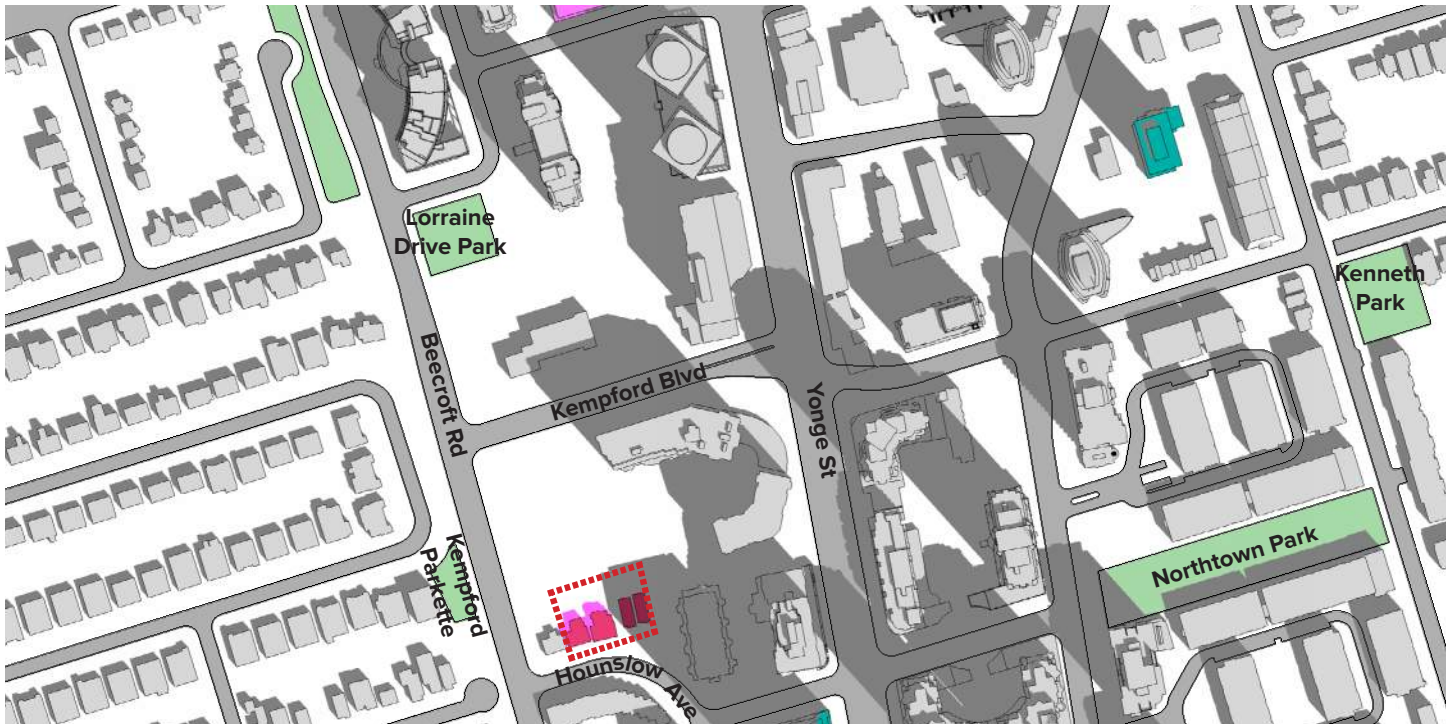 Lorraine
Drive Park
Kenneth
Park
Beecroft Rd
Kempford Blvd
Yonge St
Kempford
Parkette
Northtown Park
Hounslow Ave